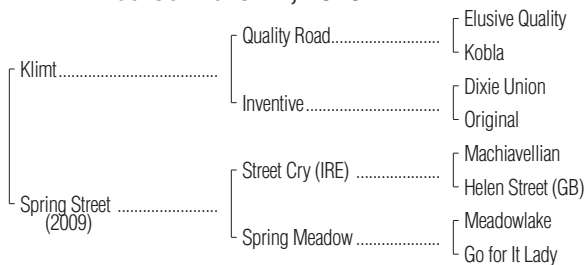 Elusive Quality
Quality Road
Kobla
Klimt
Dixie Union
Inventive
Original
Machiavellian
Street Cry (IRE)
Helen Street (GB)
Spring Street
(2009)
Meadowlake
Spring Meadow
Go for It Lady